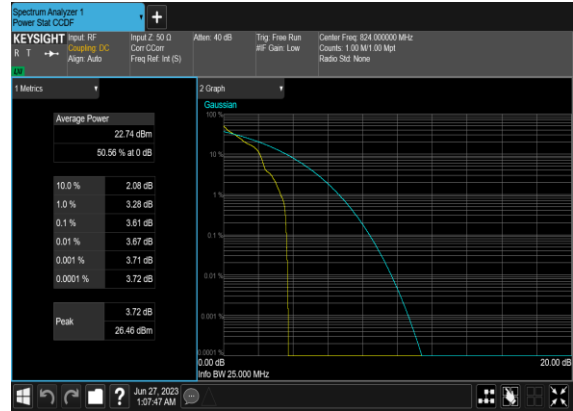 Spectrum Analyzer 1
Power Stat CCDF
KEYSIGHT
R T
LXI
Input: RF
Coupling: DC
Align: Auto
Input Z: 50 Ω
Corr CCorr
Freq Ref: Int (S)
Atten: 40 dB
Trig: Free Run
#IF Gain: Low
Center Freq: 824.000000 MHz
Counts: 1.00 M/1.00 Mpt
Radio Std: None
1 Metrics
Average Power
22.74 dBm
50.56 % at 0 dB
10.0 % 2.08 dB
1.0 % 3.28 dB
0.1 % 3.61 dB
0.01 % 3.67 dB
0.001 % 3.71 dB
0.0001 % 3.72 dB
Peak
3.72 dB
26.46 dBm
2 Graph
Gaussian
100 %
10 %
1 %
0.1 %
0.01 %
0.001 %
0.0001 %
0.00 dB
20.00 dB
Info BW 25.000 MHz
?
Jun 27, 2023
1:07:47 AM